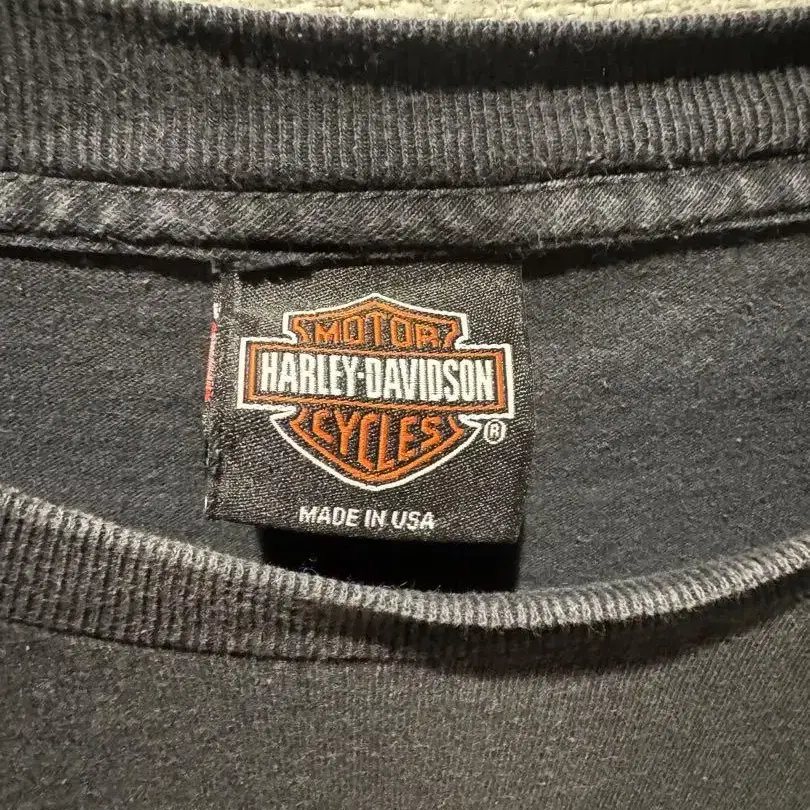 MOTOR
HARLEY-DAVIDSON
CYCLES
®
MADE IN USA